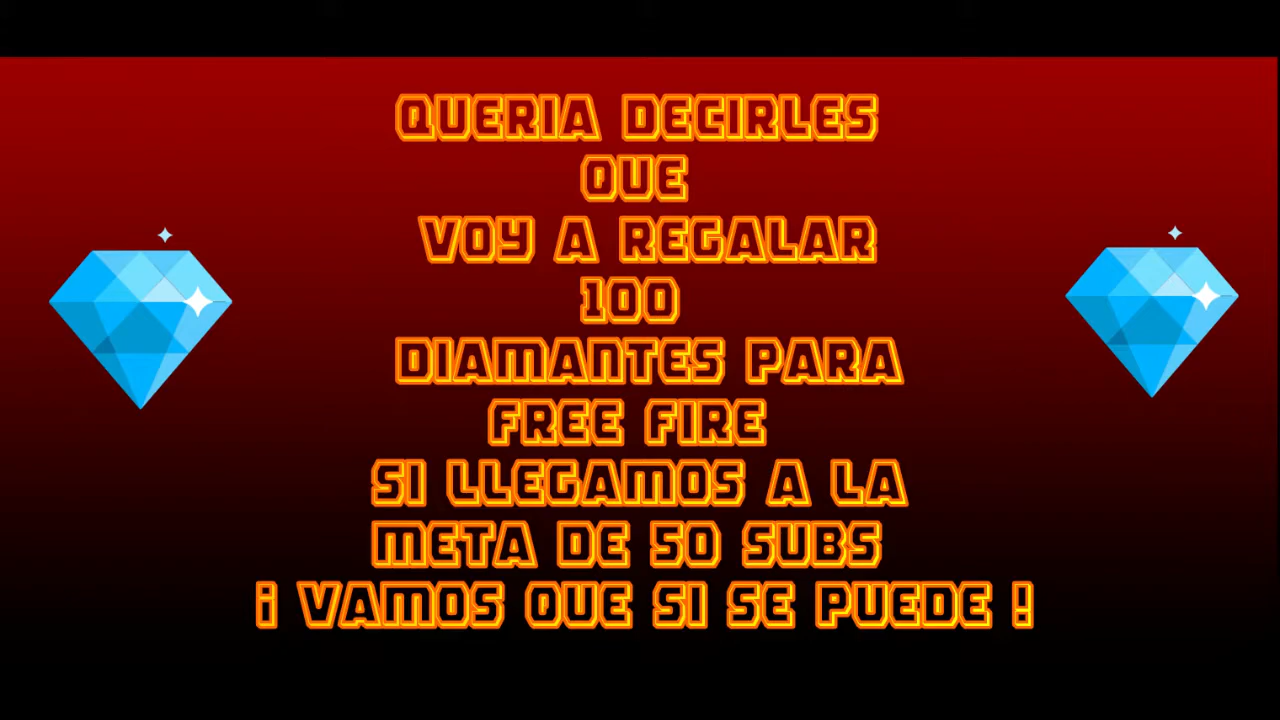 QUERIA DECIRLES
QUE
VOY A REGALAR
100
DIAMANTES PARA
FREE FIRE
SI LLEGAMOS A LA
META DE 50 SUBS
¡ VAMOS QUE SI SE PUEDE !